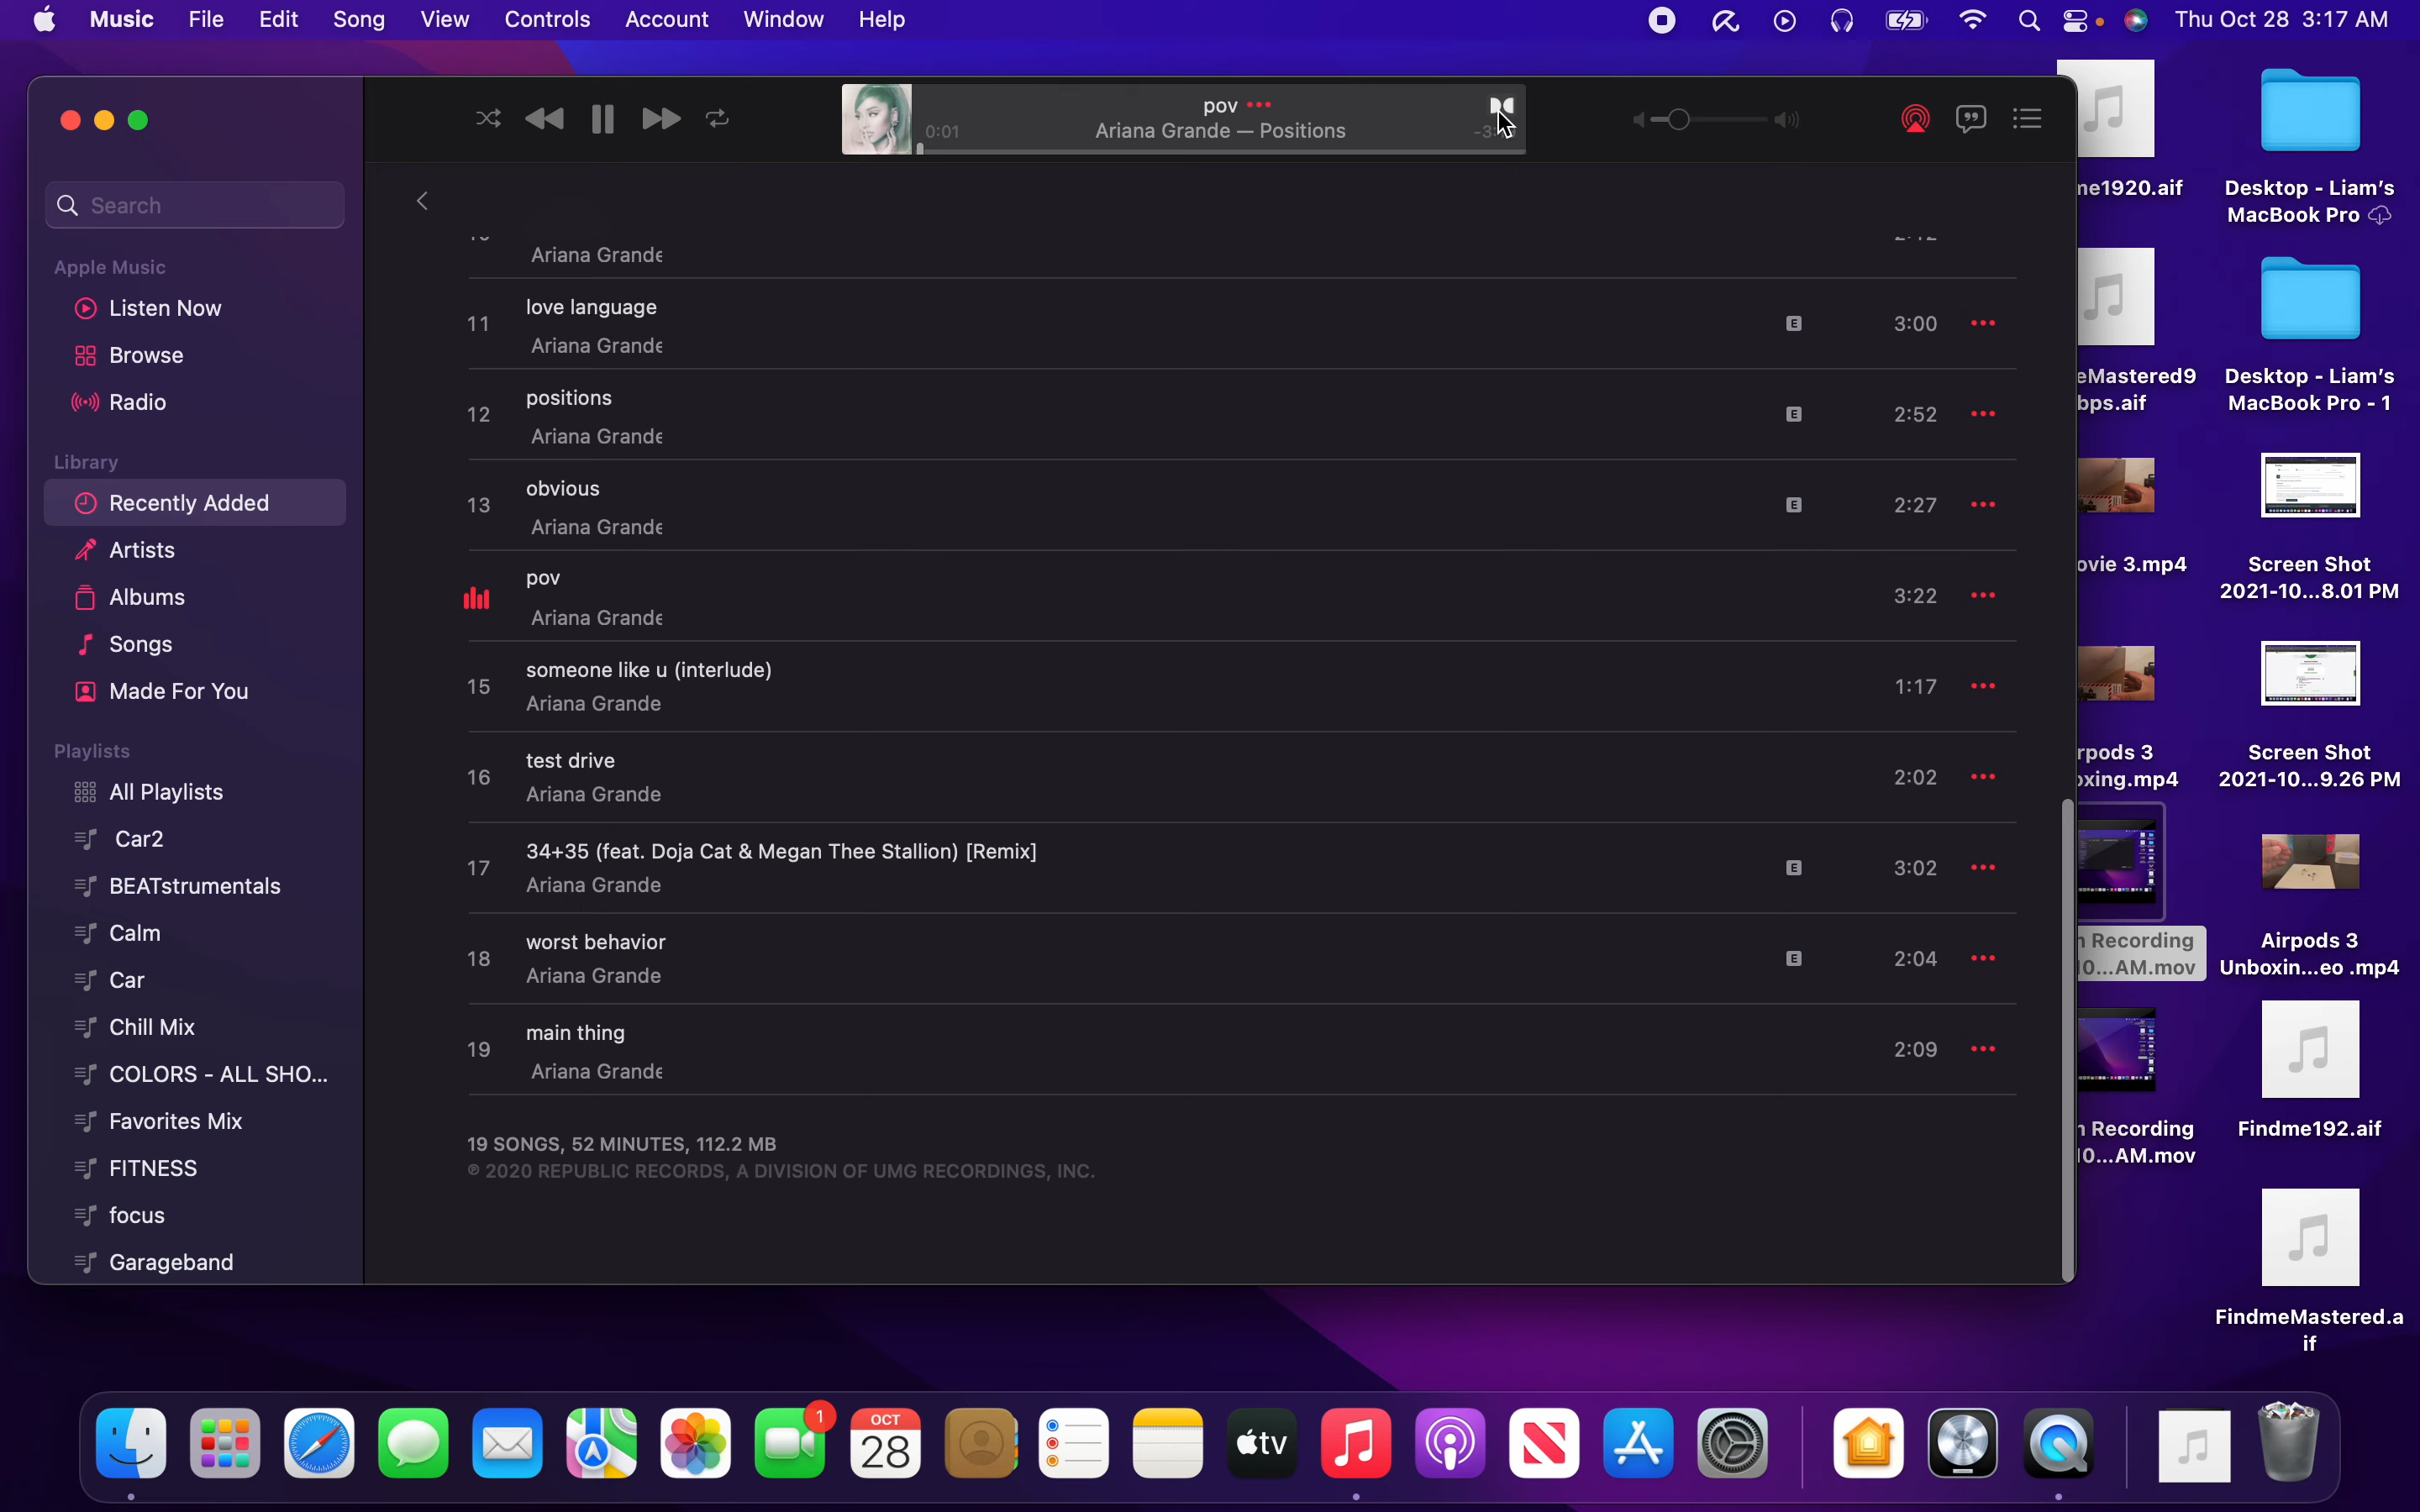 Music File Edit Song View Controls Account Window Help
Thu Oct 28 3:17 AM
pov
0:01
Ariana Grande — Positions
Search
Apple Music
Listen Now
Browse
Radio
Library
Recently Added
Artists
Albums
Songs
Made For You
Playlists
All Playlists
Car2
BEATstrumentals
Calm
Car
Chill Mix
COLORS - ALL SHO...
Favorites Mix
FITNESS
focus
Garageband
Ariana Grande
11 love language E 3:00
Ariana Grande
12 positions E 2:52
Ariana Grande
13 obvious E 2:27
Ariana Grande
pov 3:22
Ariana Grande
15 someone like u (interlude) 1:17
Ariana Grande
16 test drive 2:02
Ariana Grande
17 34+35 (feat. Doja Cat & Megan Thee Stallion) [Remix] E 3:02
Ariana Grande
18 worst behavior E 2:04
Ariana Grande
19 main thing 2:09
Ariana Grande
19 SONGS, 52 MINUTES, 112.2 MB
℗ 2020 REPUBLIC RECORDS, A DIVISION OF UMG RECORDINGS, INC.
me1920.aif
eMastered9
bps.aif
ovie 3.mp4
rpods 3
oxing.mp4
n Recording
10...AM.mov
n Recording
10...AM.mov
Desktop - Liam's
MacBook Pro
Desktop - Liam's
MacBook Pro - 1
Screen Shot
2021-10...8.01 PM
Screen Shot
2021-10...9.26 PM
Airpods 3
Unboxin...eo .mp4
Findme192.aif
FindmeMastered.a
if
1
OCT
28
tv